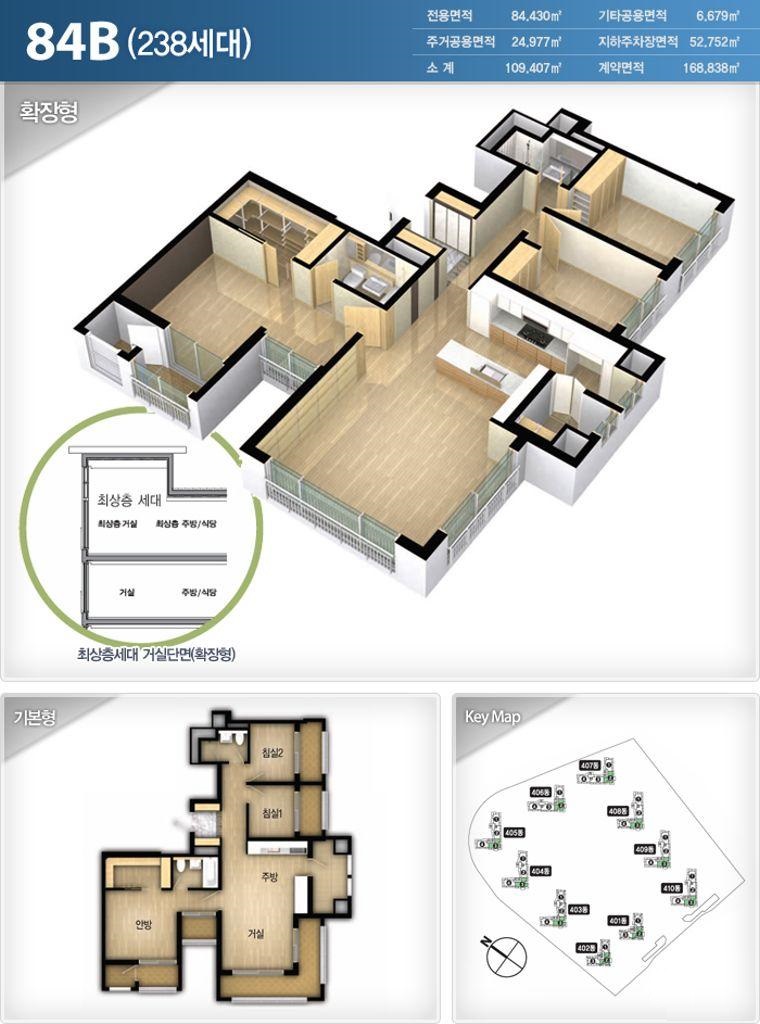 84B (238세대)
전용면적 84,430㎡ 기타공용면적 6,679㎡
주거공용면적 24,977㎡ 지하주차장면적 52,752㎡
소 계 109,407㎡ 계약면적 168,838㎡
확장형
최상층 세대
최상층 거실 최상층 주방/식당
거실 주방/식당
최상층세대 거실단면(확장형)
기본형
침실2
침실1
주방
안방
거실
Key Map
407동
406동
408동
405동
409동
404동
410동
403동
401동
402동
N